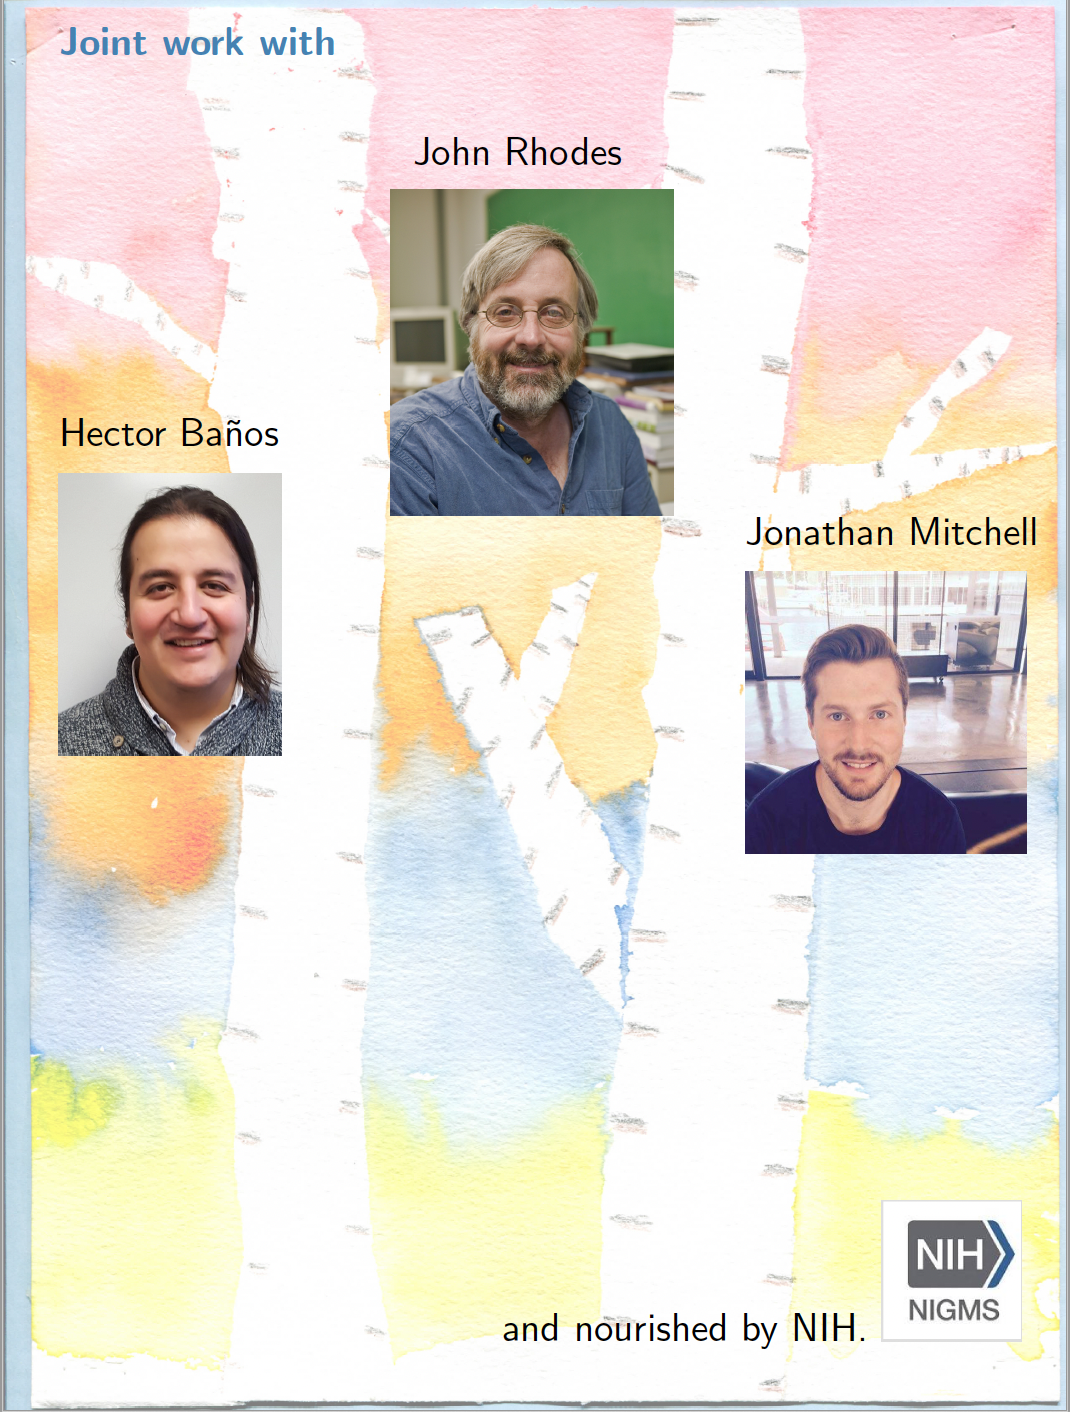 Joint work with
John Rhodes
Hector Baños
Jonathan Mitchell
and nourished by NIH.
NIH
NIGMS